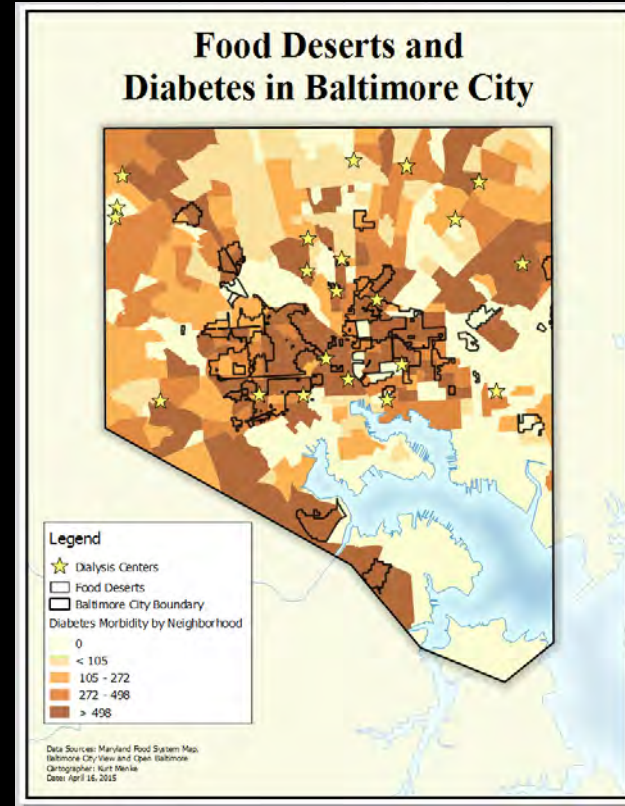 Food Deserts and
Diabetes in Baltimore City
Legend
Dialysis Centers
Food Deserts
Baltimore City Boundary
Diabetes Morbidity by Neighborhood
0
< 105
105 - 272
272 - 498
> 498
Data Sources: Maryland Food System Map,
Baltimore City View and Open Baltimore
Cartographer: Kurt Menke
Date: April 16, 2015